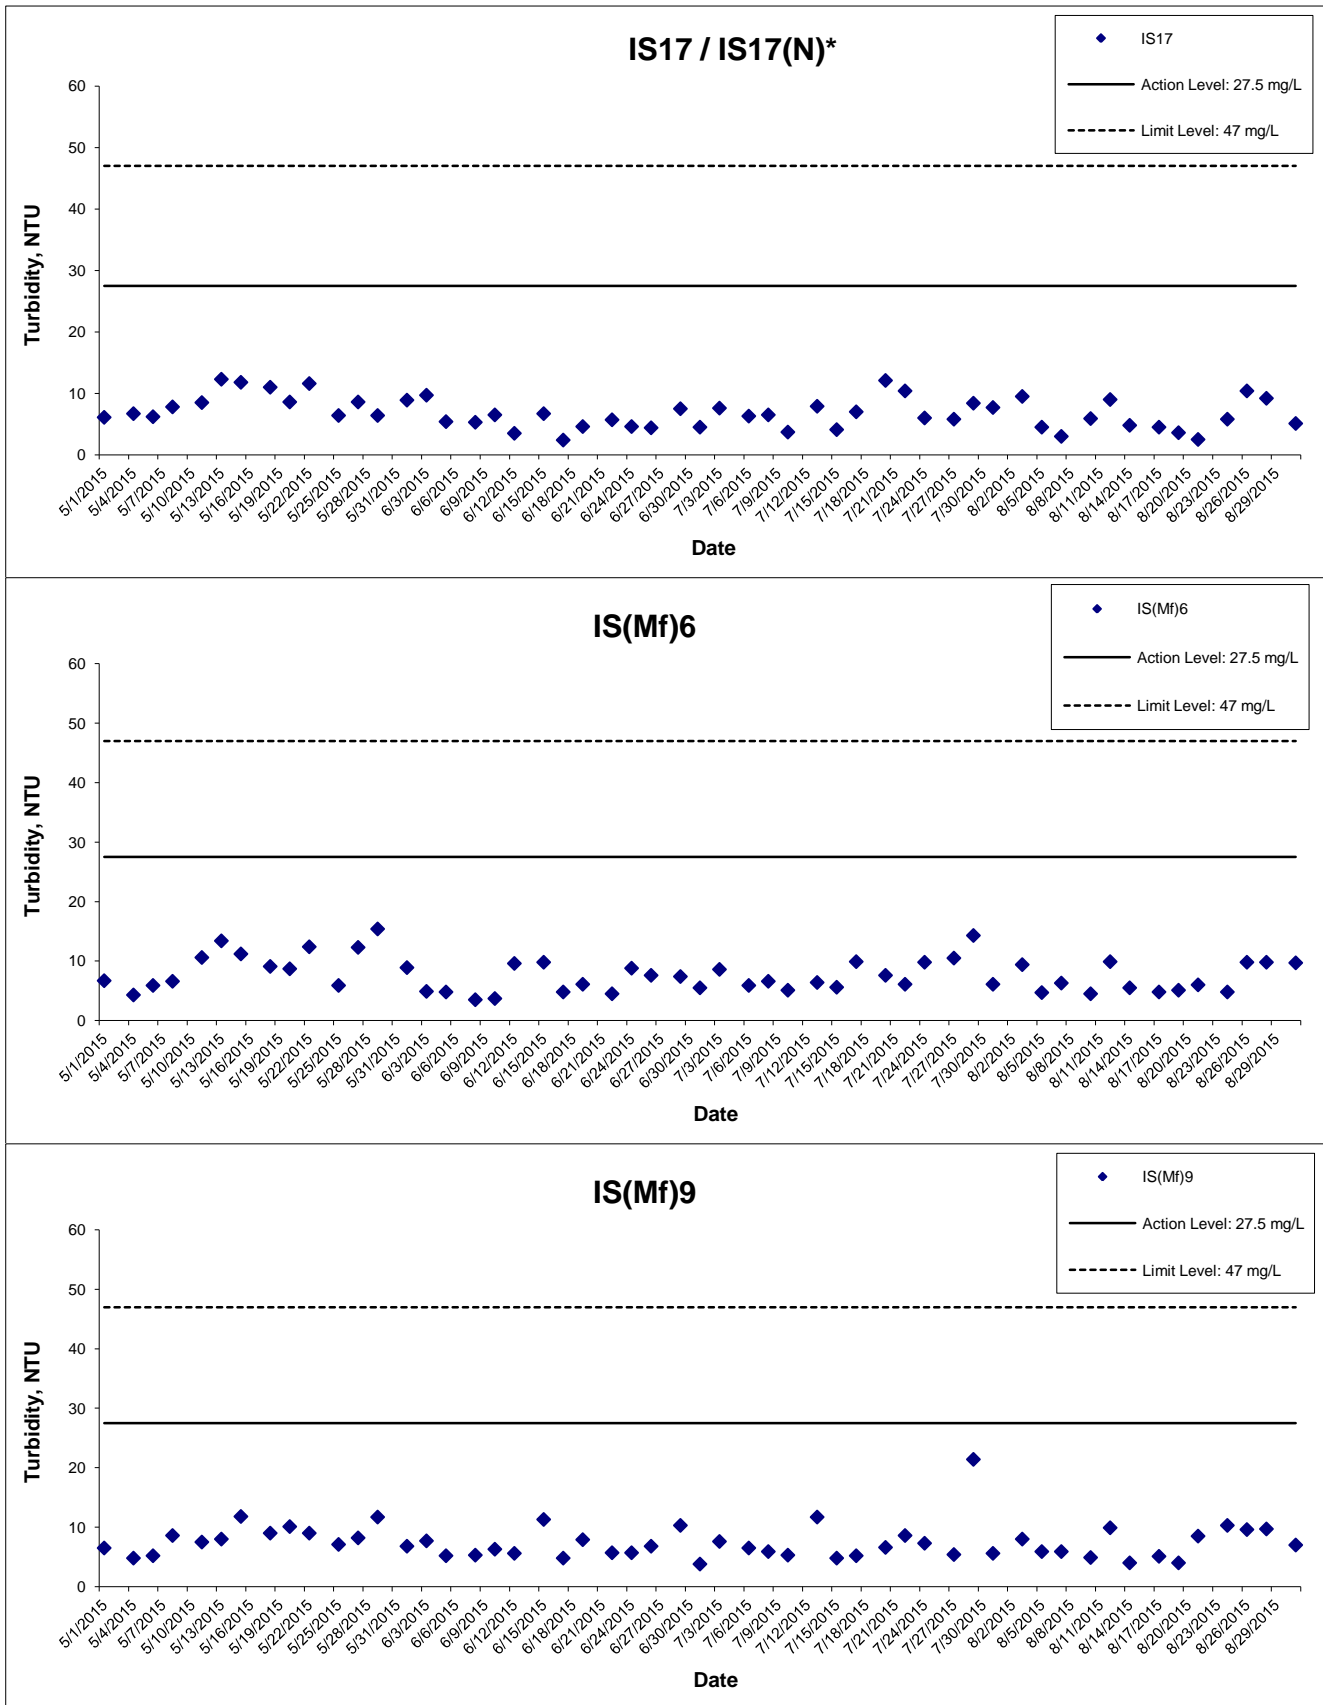 IS17 / IS17(N)*
IS17
Action Level: 27.5 mg/L
Limit Level: 47 mg/L
Turbidity, NTU
60
50
40
30
20
10
0
5/1/2015 5/4/2015 5/7/2015 5/10/2015 5/13/2015 5/16/2015 5/19/2015 5/22/2015 5/25/2015 5/28/2015 5/31/2015 6/3/2015 6/6/2015 6/9/2015 6/12/2015 6/15/2015 6/18/2015 6/21/2015 6/24/2015 6/27/2015 6/30/2015 7/3/2015 7/6/2015 7/9/2015 7/12/2015 7/15/2015 7/18/2015 7/21/2015 7/24/2015 7/27/2015 7/30/2015 8/2/2015 8/5/2015 8/8/2015 8/11/2015 8/14/2015 8/17/2015 8/20/2015 8/23/2015 8/26/2015 8/29/2015
Date
IS(Mf)6
IS(Mf)6
Action Level: 27.5 mg/L
Limit Level: 47 mg/L
Turbidity, NTU
60
50
40
30
20
10
0
5/1/2015 5/4/2015 5/7/2015 5/10/2015 5/13/2015 5/16/2015 5/19/2015 5/22/2015 5/25/2015 5/28/2015 5/31/2015 6/3/2015 6/6/2015 6/9/2015 6/12/2015 6/15/2015 6/18/2015 6/21/2015 6/24/2015 6/27/2015 6/30/2015 7/3/2015 7/6/2015 7/9/2015 7/12/2015 7/15/2015 7/18/2015 7/21/2015 7/24/2015 7/27/2015 7/30/2015 8/2/2015 8/5/2015 8/8/2015 8/11/2015 8/14/2015 8/17/2015 8/20/2015 8/23/2015 8/26/2015 8/29/2015
Date
IS(Mf)9
IS(Mf)9
Action Level: 27.5 mg/L
Limit Level: 47 mg/L
Turbidity, NTU
60
50
40
30
20
10
0
5/1/2015 5/4/2015 5/7/2015 5/10/2015 5/13/2015 5/16/2015 5/19/2015 5/22/2015 5/25/2015 5/28/2015 5/31/2015 6/3/2015 6/6/2015 6/9/2015 6/12/2015 6/15/2015 6/18/2015 6/21/2015 6/24/2015 6/27/2015 6/30/2015 7/3/2015 7/6/2015 7/9/2015 7/12/2015 7/15/2015 7/18/2015 7/21/2015 7/24/2015 7/27/2015 7/30/2015 8/2/2015 8/5/2015 8/8/2015 8/11/2015 8/14/2015 8/17/2015 8/20/2015 8/23/2015 8/26/2015 8/29/2015
Date